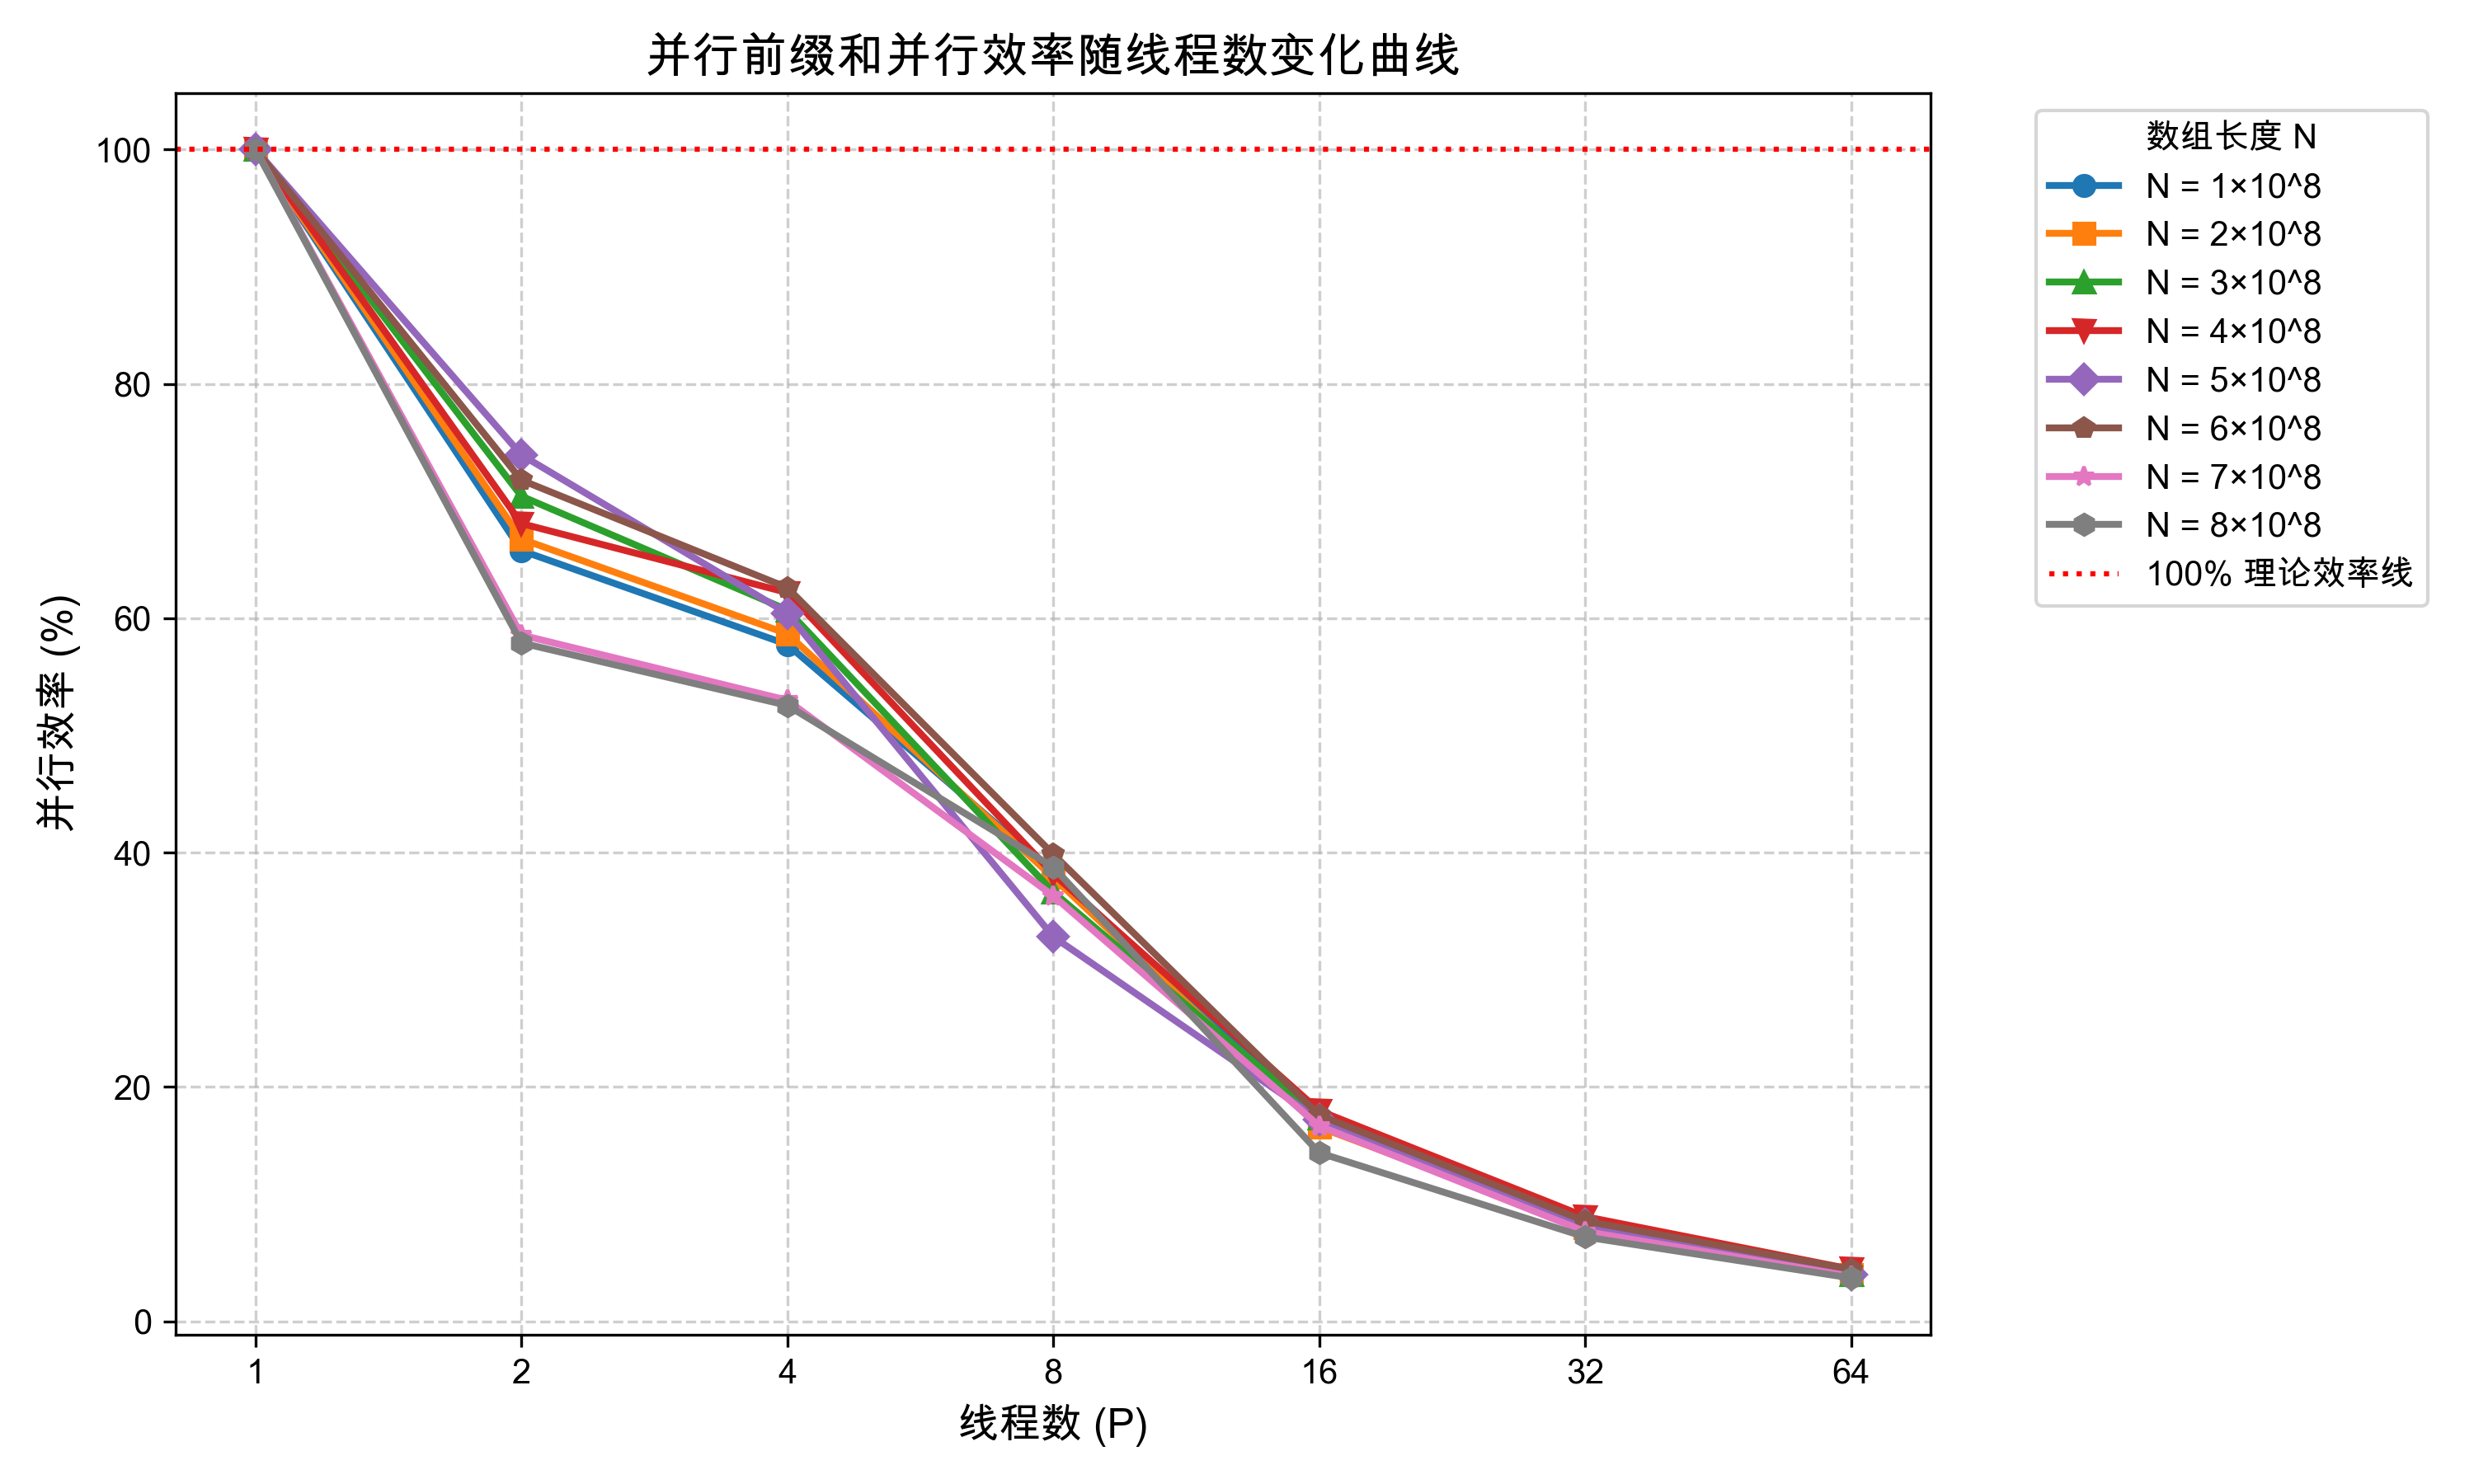 并行前缀和并行效率随线程数变化曲线
并行效率 (%)
100
80
60
40
20
0
1 2 4 8 16 32 64
线程数 (P)
数组长度 N
N = 1×10^8
N = 2×10^8
N = 3×10^8
N = 4×10^8
N = 5×10^8
N = 6×10^8
N = 7×10^8
N = 8×10^8
100% 理论效率线